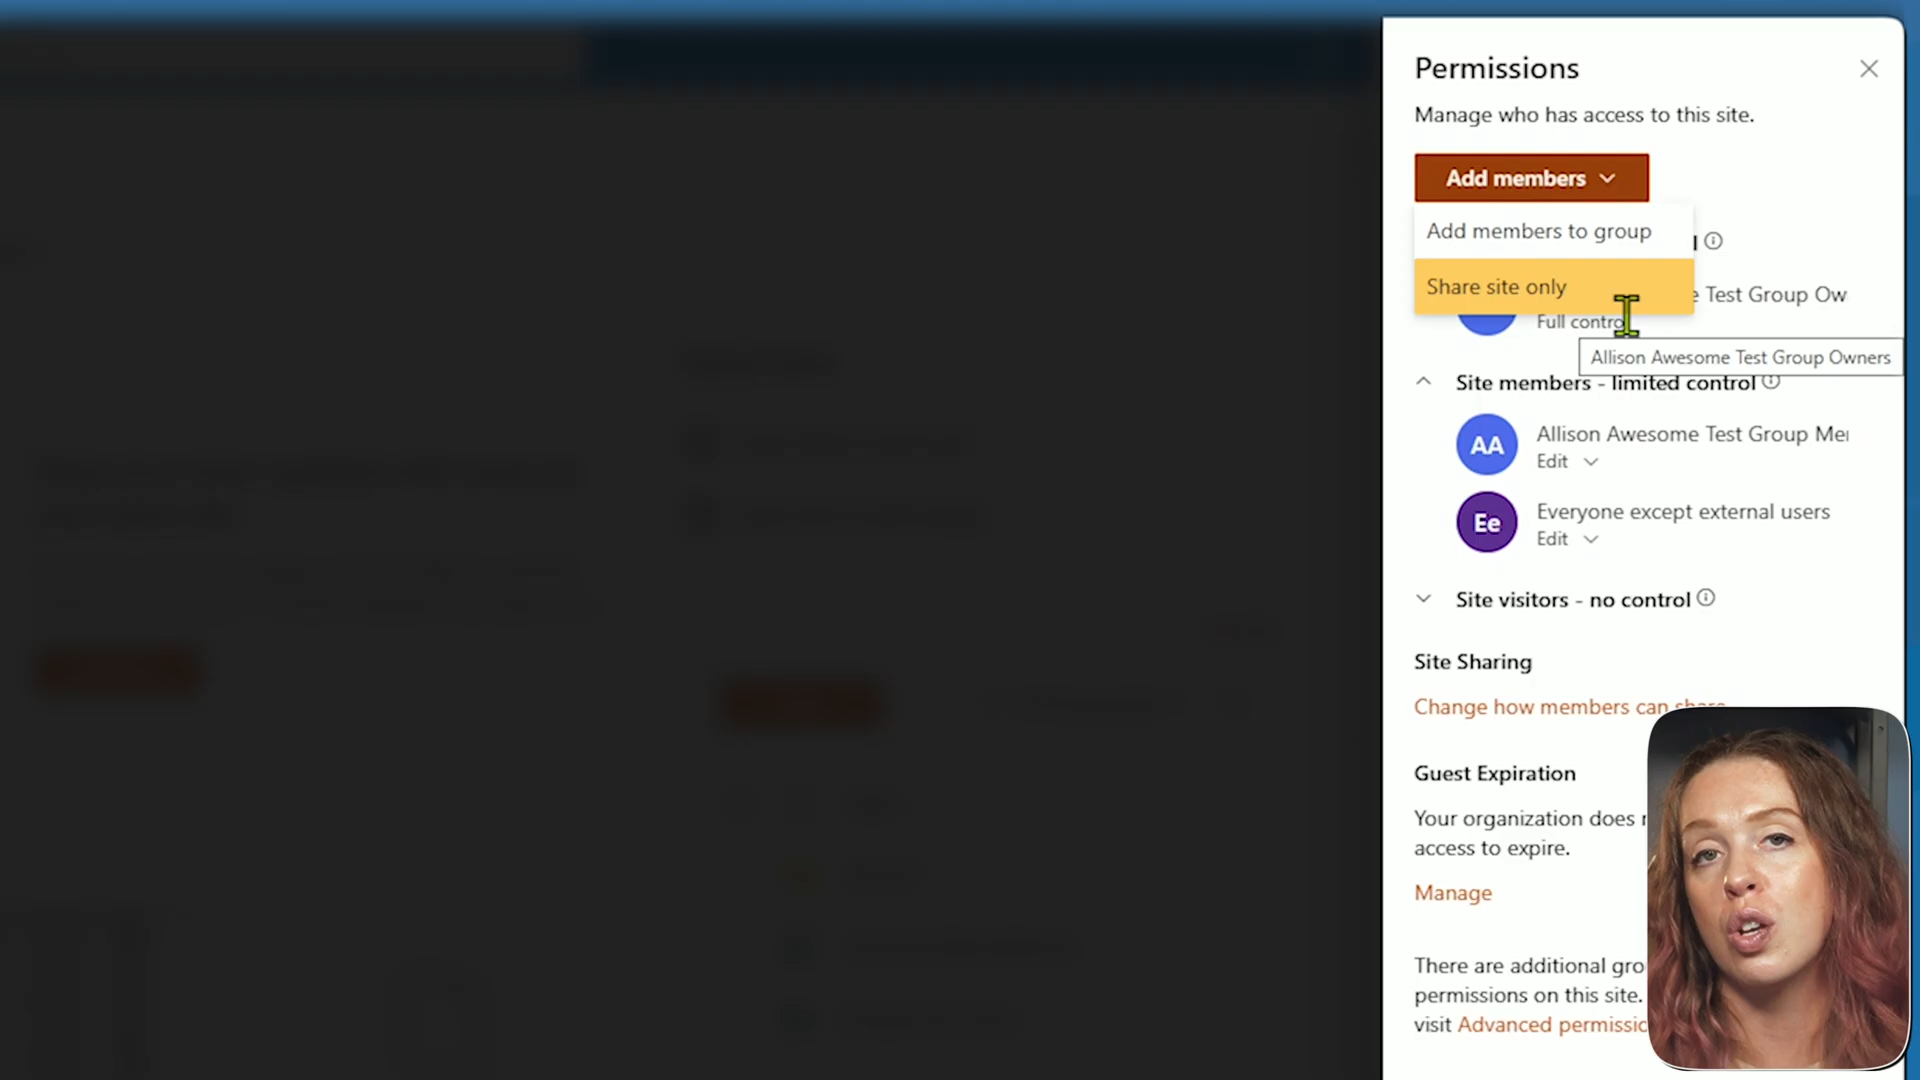 Permissions
Manage who has access to this site.
Add members
Add members to group
Share site only
e Test Group Ow
Full contro
Allison Awesome Test Group Owners
Site members - limited control
AA
Allison Awesome Test Group Me
Edit
Ee
Everyone except external users
Edit
Site visitors - no control
Site Sharing
Change how members can share
Guest Expiration
Your organization does
access to expire.
Manage
There are additional gro
permissions on this site.
visit Advanced permissio